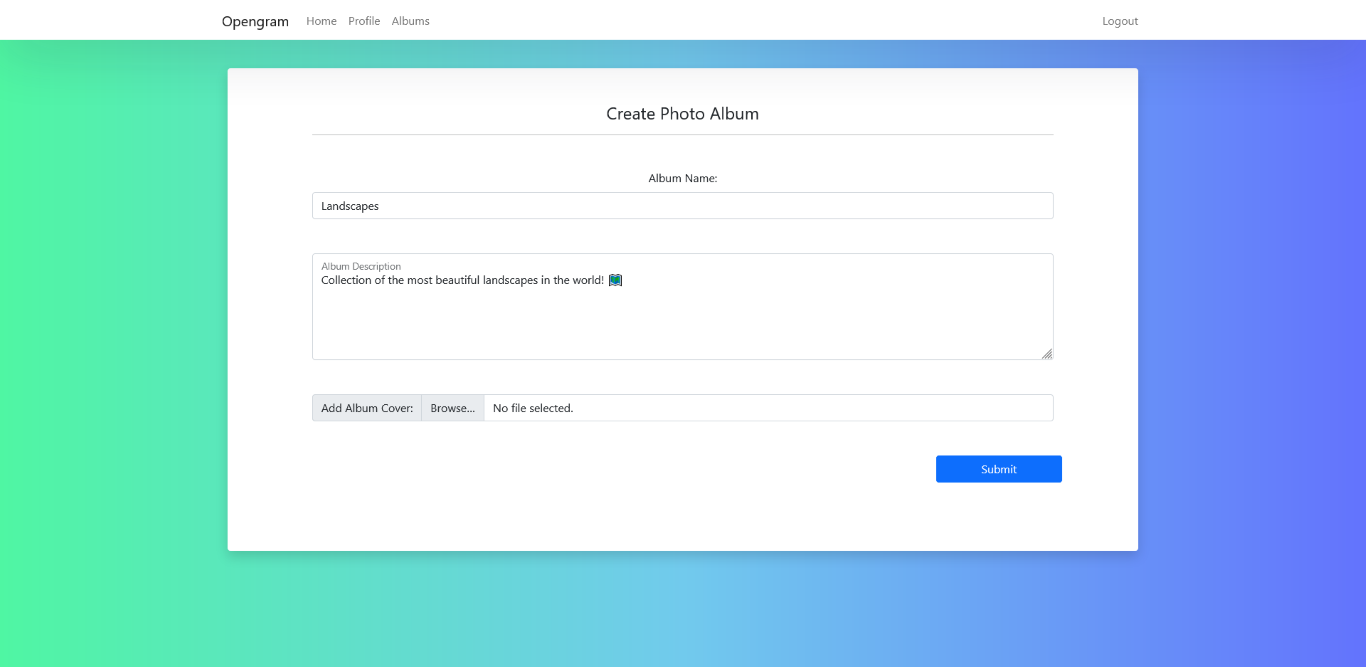 Opengram Home Profile Albums Logout
Create Photo Album
Album Name:
Landscapes
Album Description
Collection of the most beautiful landscapes in the world! 🗺️
Add Album Cover: Browse... No file selected.
Submit